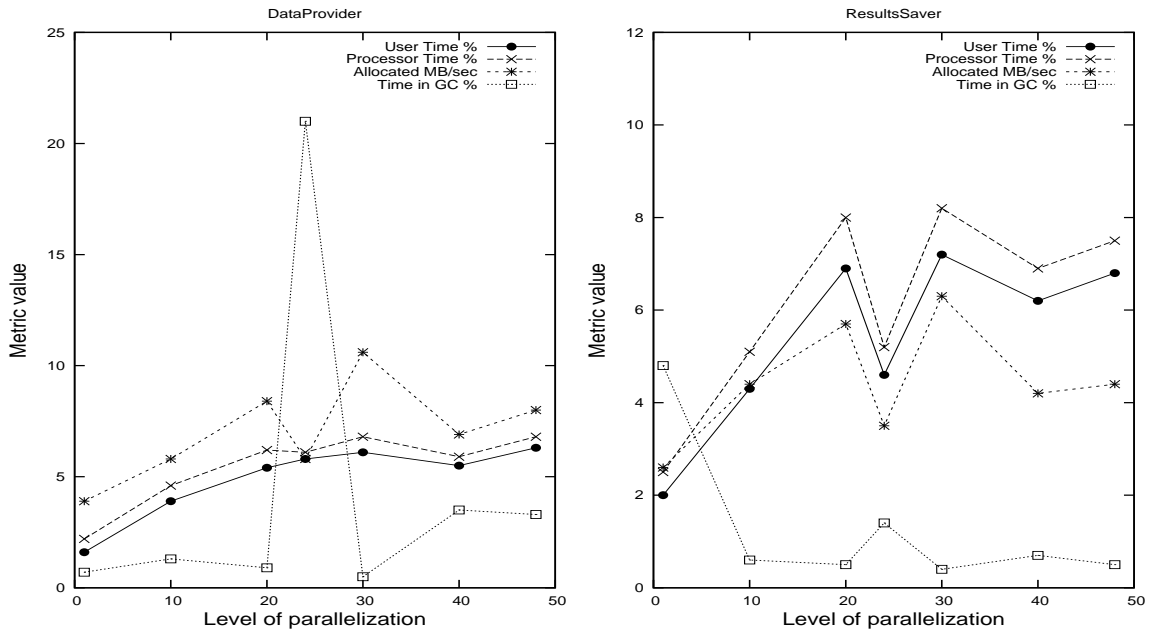 DataProvider
25
20
15
10
5
0
Metric value
User Time %
Processor Time %
Allocated MB/sec
Time in GC %
0 10 20 30 40 50
Level of parallelization
ResultsSaver
12
10
8
6
4
2
0
Metric value
User Time %
Processor Time %
Allocated MB/sec
Time in GC %
0 10 20 30 40 50
Level of parallelization